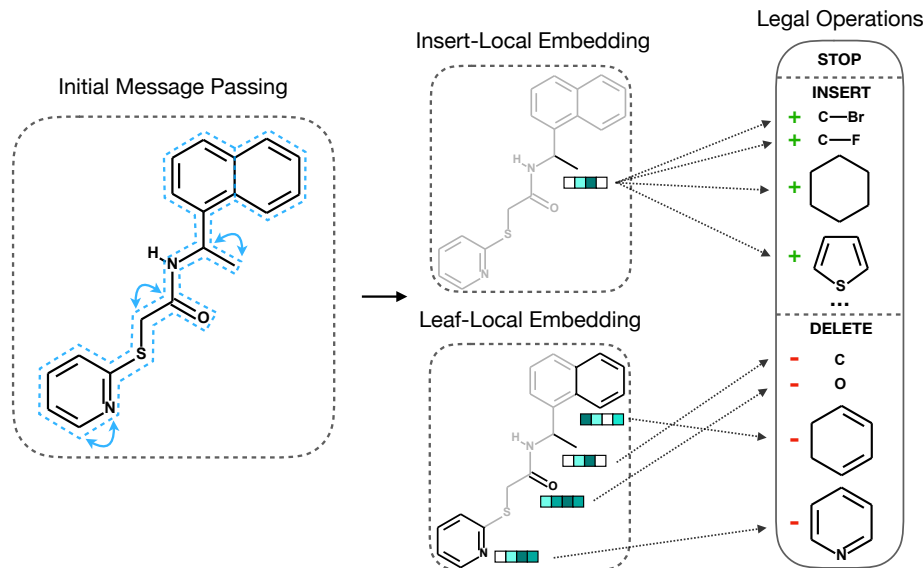 Legal Operations
Insert-Local Embedding
Initial Message Passing
STOP
INSERT
+ C—Br
+ C—F
+
+
S
...
H
N
O
S
N
H
N
O
S
N
Leaf-Local Embedding
DELETE
- C
- O
-
-
N
H
N
O
S
N